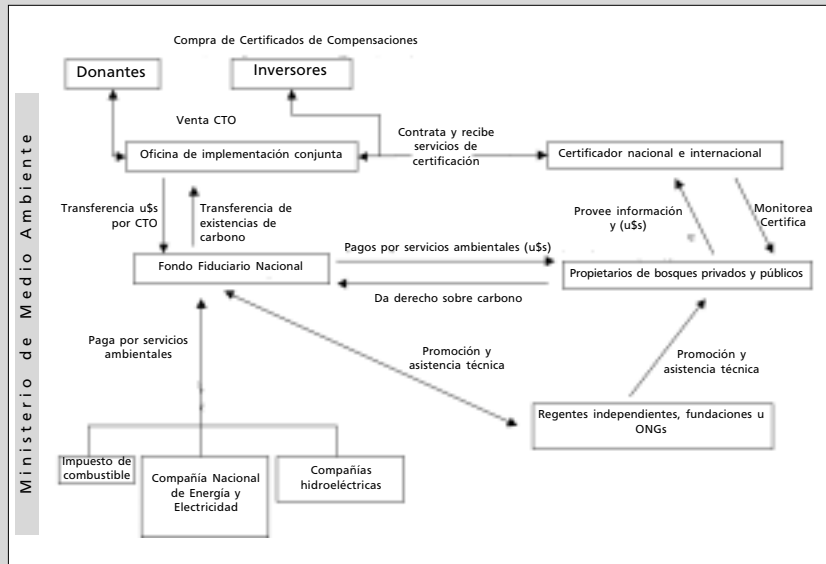 Compra de Certificados de Compensaciones
Donantes
Inversores
Venta CTO
Oficina de implementación conjunta
Contrata y recibe
servicios de
certificación
Certificador nacional e internacional
Transferencia u$s
por CTO
Transferencia de
existencias de
carbono
Provee información
y (u$s)
Monitorea
Certifica
Pagos por servicios ambientales (u$s)
Fondo Fiduciario Nacional
Propietarios de bosques privados y públicos
Da derecho sobre carbono
Paga por servicios
ambientales
Promoción y
asistencia técnica
Promoción y
asistencia técnica
Regentes independientes, fundaciones u
ONGs
Impuesto de
combustible
Compañía Nacional
de Energía y
Electricidad
Compañías
hidroeléctricas
Ministerio de Medio Ambiente